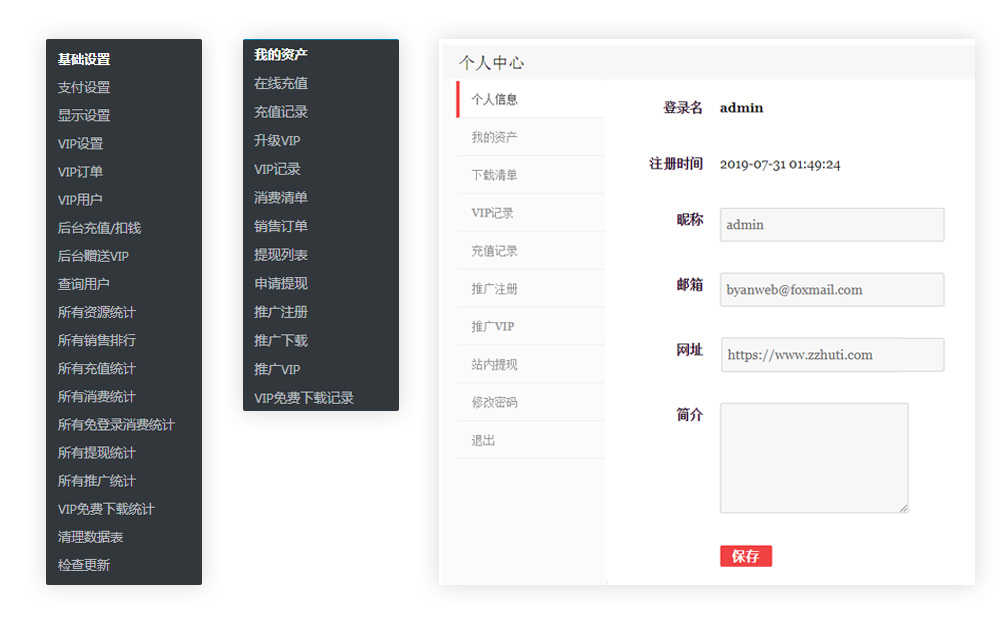 基础设置
支付设置
显示设置
VIP设置
VIP订单
VIP用户
后台充值/扣钱
后台赠送VIP
查询用户
所有资源统计
所有销售排行
所有充值统计
所有消费统计
所有免登录消费统计
所有提现统计
所有推广统计
VIP免费下载统计
清理数据表
检查更新
我的资产
在线充值
充值记录
升级VIP
VIP记录
消费清单
销售订单
提现列表
申请提现
推广注册
推广下载
推广VIP
VIP免费下载记录
个人中心
个人信息
我的资产
下载清单
VIP记录
充值记录
推广注册
推广VIP
站内提现
修改密码
退出
登录名 admin
注册时间 2019-07-31 01:49:24
昵称 admin
邮箱 byanweb@foxmail.com
网址 https://www.zzhuti.com
简介
保存